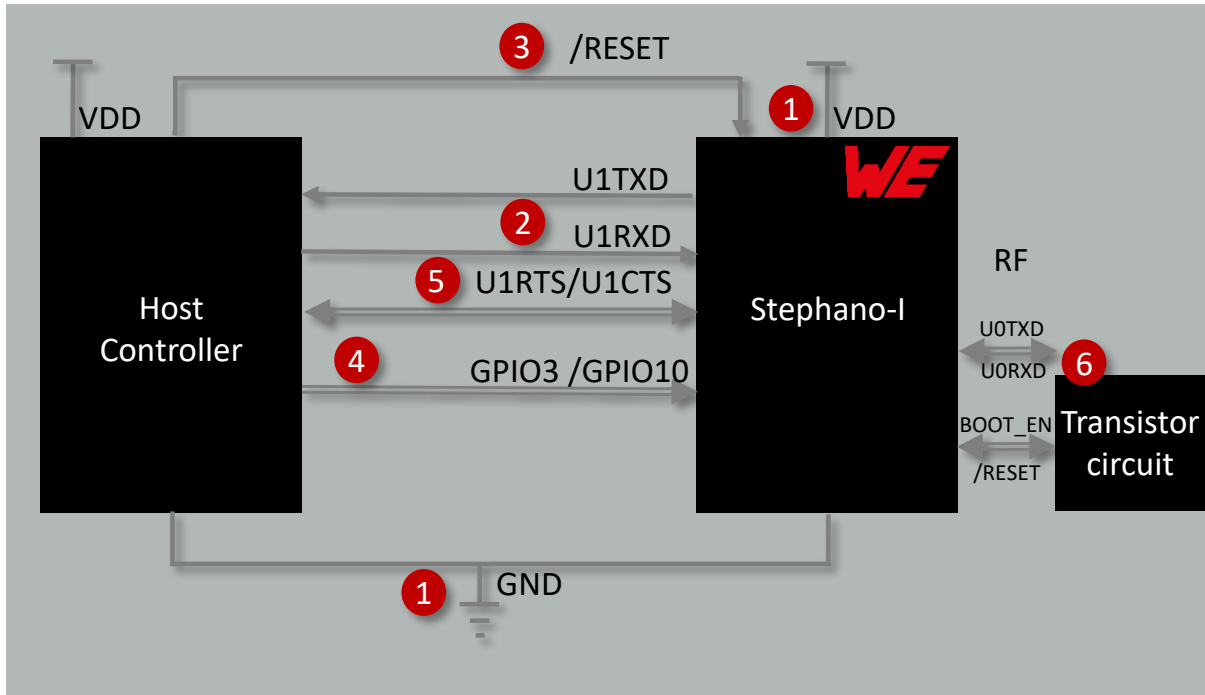 3 /RESET
VDD
1 VDD
WE
U1TXD
2
U1RXD
5 U1RTS/U1CTS
RF
Host
Controller
Stephano-I
4 GPIO3 /GPIO10
U0TXD
U0RXD
6
BOOT_EN
/RESET
Transistor
circuit
1 GND